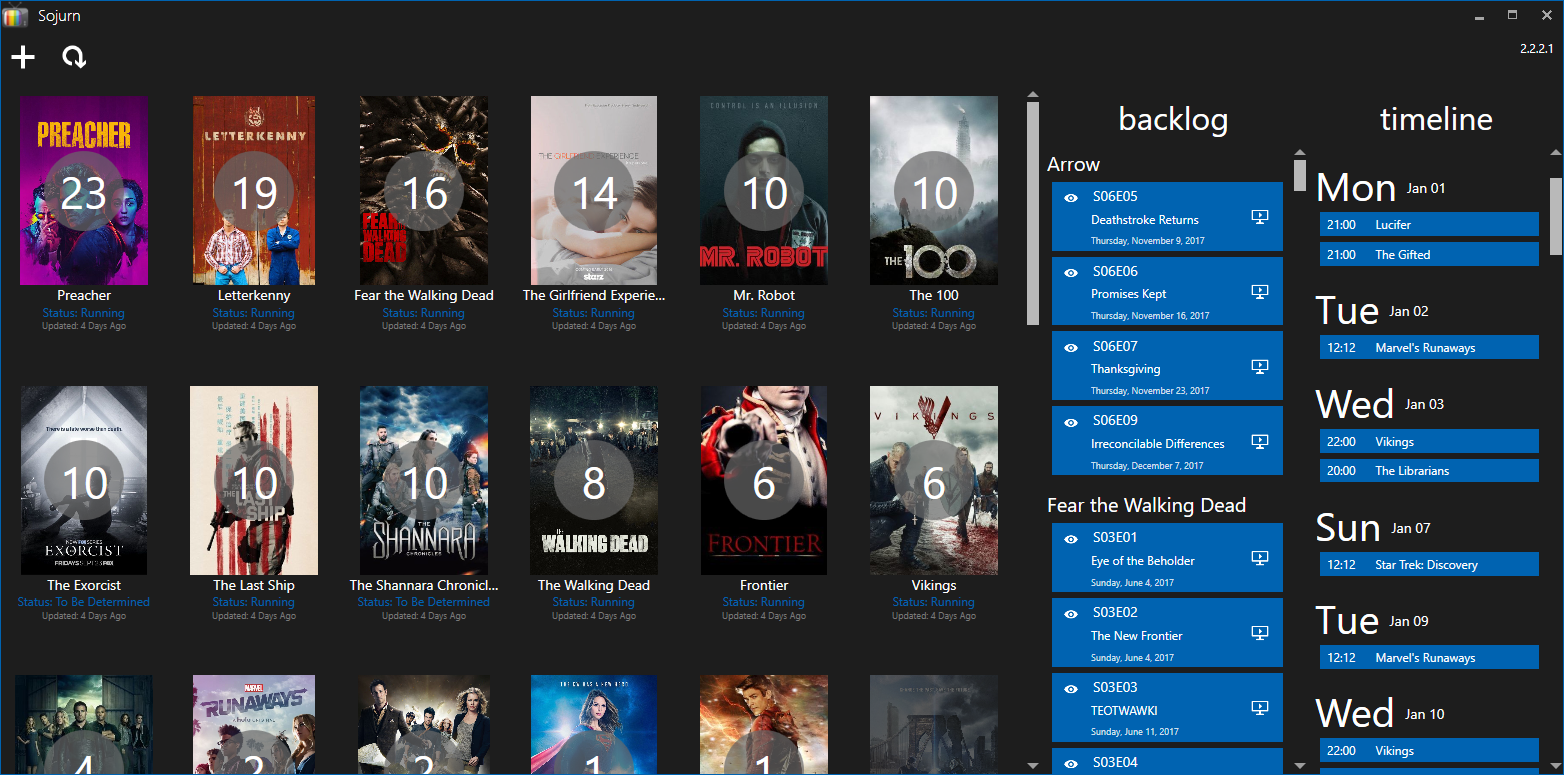 Sojurn
2.2.2.1
PREACHER
23
Preacher
Status: Running
Updated: 4 Days Ago
LETTERKENNY
19
Letterkenny
Status: Running
Updated: 4 Days Ago
16
FEAR THE WALKING DEAD
Fear the Walking Dead
Status: Running
Updated: 4 Days Ago
THE GIRLFRIEND EXPERIENCE
14
starz
The Girlfriend Experie...
Status: Running
Updated: 4 Days Ago
CONTROL IS AN ILLUSION
10
MR. ROBOT
Mr. Robot
Status: Running
Updated: 4 Days Ago
10
THE 100
The 100
Status: Running
Updated: 4 Days Ago
There is a fate worse than death.
10
EXORCIST
The Exorcist
Status: To Be Determined
Updated: 4 Days Ago
10
THE LAST SHIP
The Last Ship
Status: Running
Updated: 4 Days Ago
10
THE SHANNARA CHRONICLES
The Shannara Chronicl...
Status: To Be Determined
Updated: 4 Days Ago
8
the WALKING DEAD
The Walking Dead
Status: Running
Updated: 4 Days Ago
6
FRONTIER
Frontier
Status: Running
Updated: 4 Days Ago
VIKINGS
6
Vikings
Status: Running
Updated: 4 Days Ago
4
MARVEL
RUNAWAYS
2
2
1
1
backlog
Arrow
S06E05
Deathstroke Returns
Thursday, November 9, 2017
S06E06
Promises Kept
Thursday, November 16, 2017
S06E07
Thanksgiving
Thursday, November 23, 2017
S06E09
Irreconcilable Differences
Thursday, December 7, 2017
Fear the Walking Dead
S03E01
Eye of the Beholder
Sunday, June 4, 2017
S03E02
The New Frontier
Sunday, June 4, 2017
S03E03
TEOTWAWKI
Sunday, June 11, 2017
S03E04
timeline
Mon Jan 01
21:00 Lucifer
21:00 The Gifted
Tue Jan 02
12:12 Marvel's Runaways
Wed Jan 03
22:00 Vikings
20:00 The Librarians
Sun Jan 07
12:12 Star Trek: Discovery
Tue Jan 09
12:12 Marvel's Runaways
Wed Jan 10
22:00 Vikings